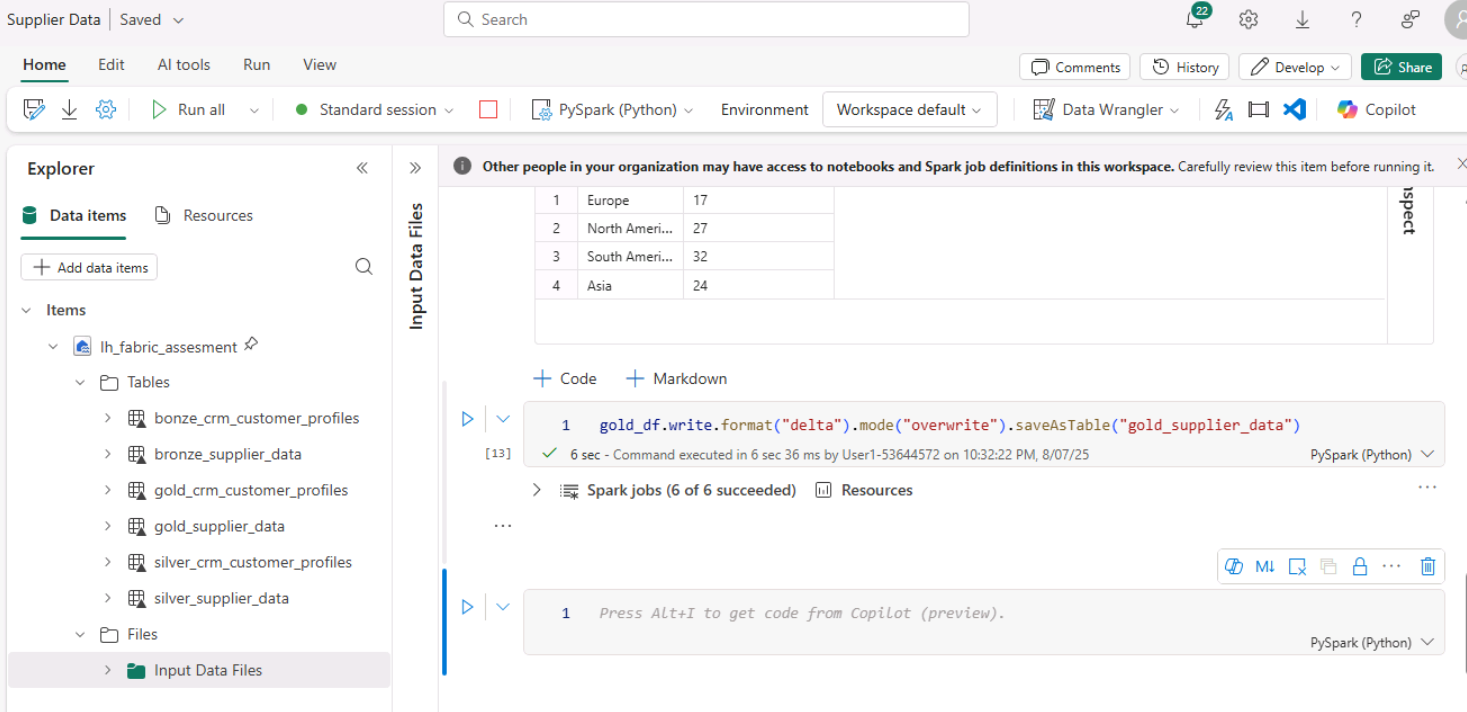 Supplier Data Saved
Search
22
Home Edit AI tools Run View
Comments History Develop Share
Run all Standard session PySpark (Python) Environment Workspace default Data Wrangler Copilot
Explorer
Data items Resources
Add data items
Items
lh_fabric_assesment
Tables
bonze_crm_customer_profiles
bronze_supplier_data
gold_crm_customer_profiles
gold_supplier_data
silver_crm_customer_profiles
silver_supplier_data
Files
Input Data Files
Input Data Files
Other people in your organization may have access to notebooks and Spark job definitions in this workspace. Carefully review this item before running it.
1 Europe 17
2 North Ameri... 27
3 South Ameri... 32
4 Asia 24
nspect
Code Markdown
1 gold_df.write.format("delta").mode("overwrite").saveAsTable("gold_supplier_data")
[13] 6 sec - Command executed in 6 sec 36 ms by User1-53644572 on 10:32:22 PM, 8/07/25 PySpark (Python)
Spark jobs (6 of 6 succeeded) Resources ...
...
M↓ ...
1 Press Alt+I to get code from Copilot (preview).
PySpark (Python)